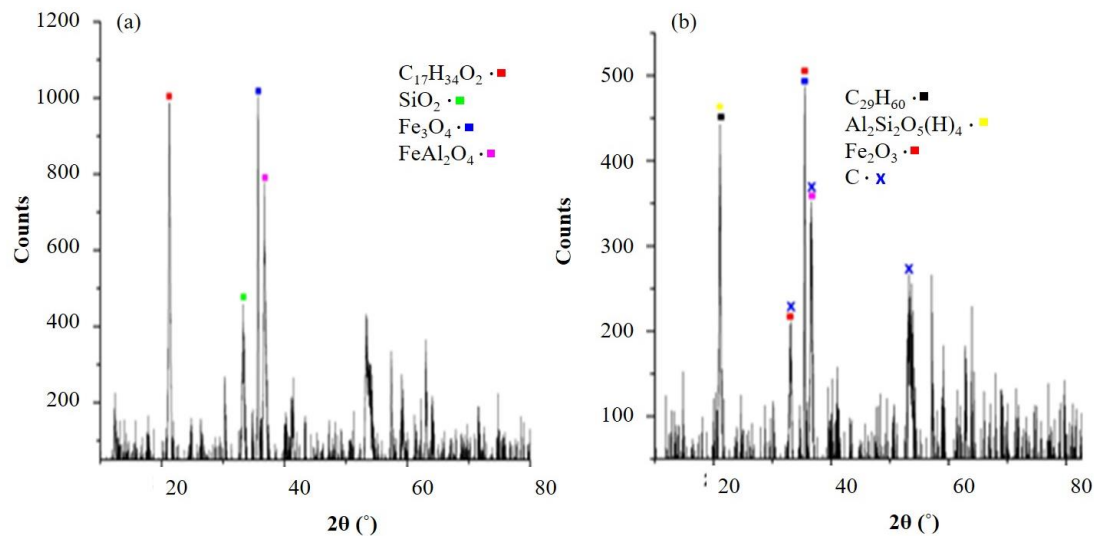 (a)
1200
1000
800
600
400
200
Counts
C₁₇H₃₄O₂ ·
SiO₂ ·
Fe₃O₄ ·
FeAl₂O₄ ·
20 40 60 80
2θ (°)
(b)
500
400
300
200
100
Counts
C₂₉H₆₀ ·
Al₂Si₂O₅(H)₄ ·
Fe₂O₃ ·
C · x
20 40 60 80
2θ (°)